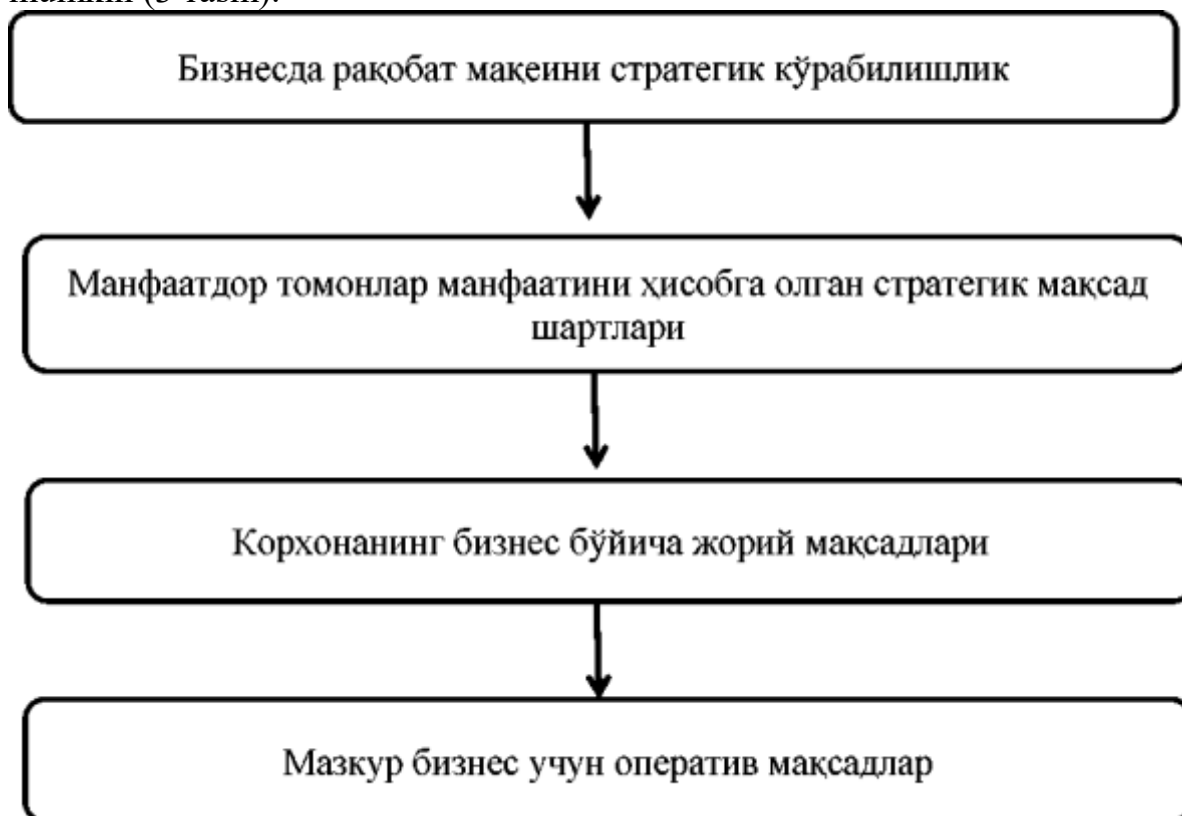 Бизнесда рақобат мақеини стратегик кўрабилишлик
Манфаатдор томонлар манфаатини ҳисобга олган стратегик мақсад
шартлари
Корхонанинг бизнес бўйича жорий мақсадлари
Мазкур бизнес учун оператив мақсадлар